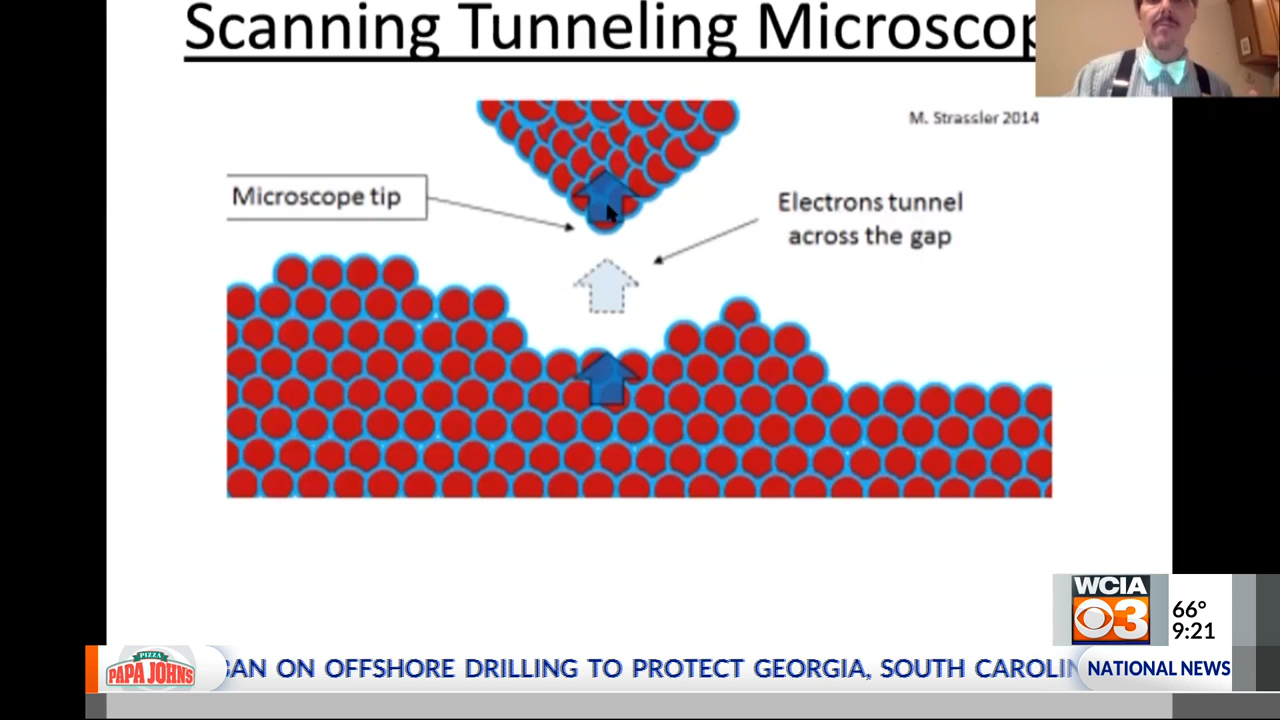 Scanning Tunneling Microscop
M. Strassler 2014
Microscope tip
Electrons tunnel
across the gap
WCIA
3
66°
9:21
PIZZA
PAPA JOHNS
ON OFFSHORE DRILLING TO PROTECT GEORGIA, SOUTH CAROLIN
NATIONAL NEWS